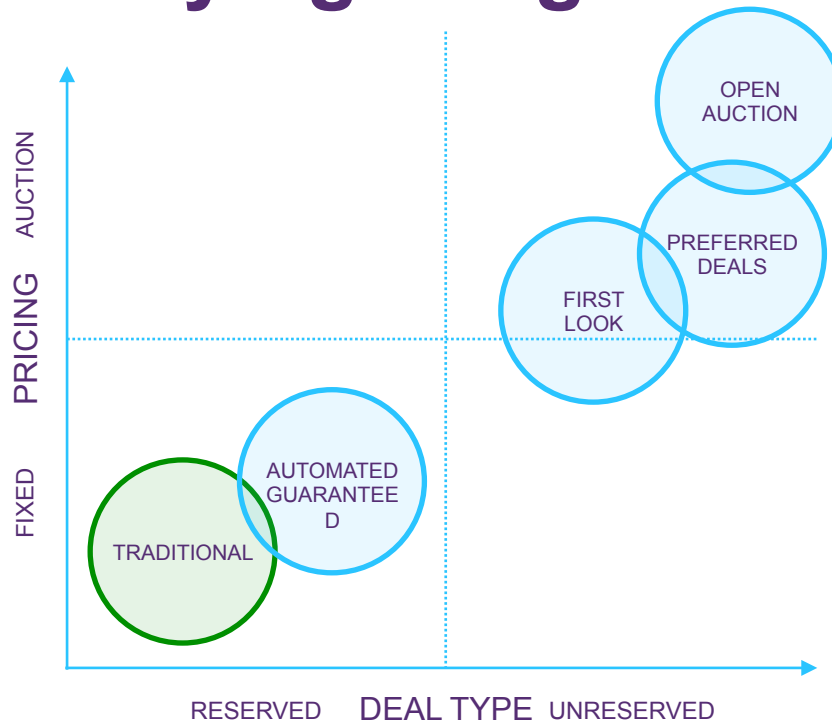 OPEN
AUCTION
PREFERRED
DEALS
FIRST
LOOK
AUTOMATED
GUARANTEE
D
TRADITIONAL
AUCTION
PRICING
FIXED
RESERVED
DEAL TYPE
UNRESERVED